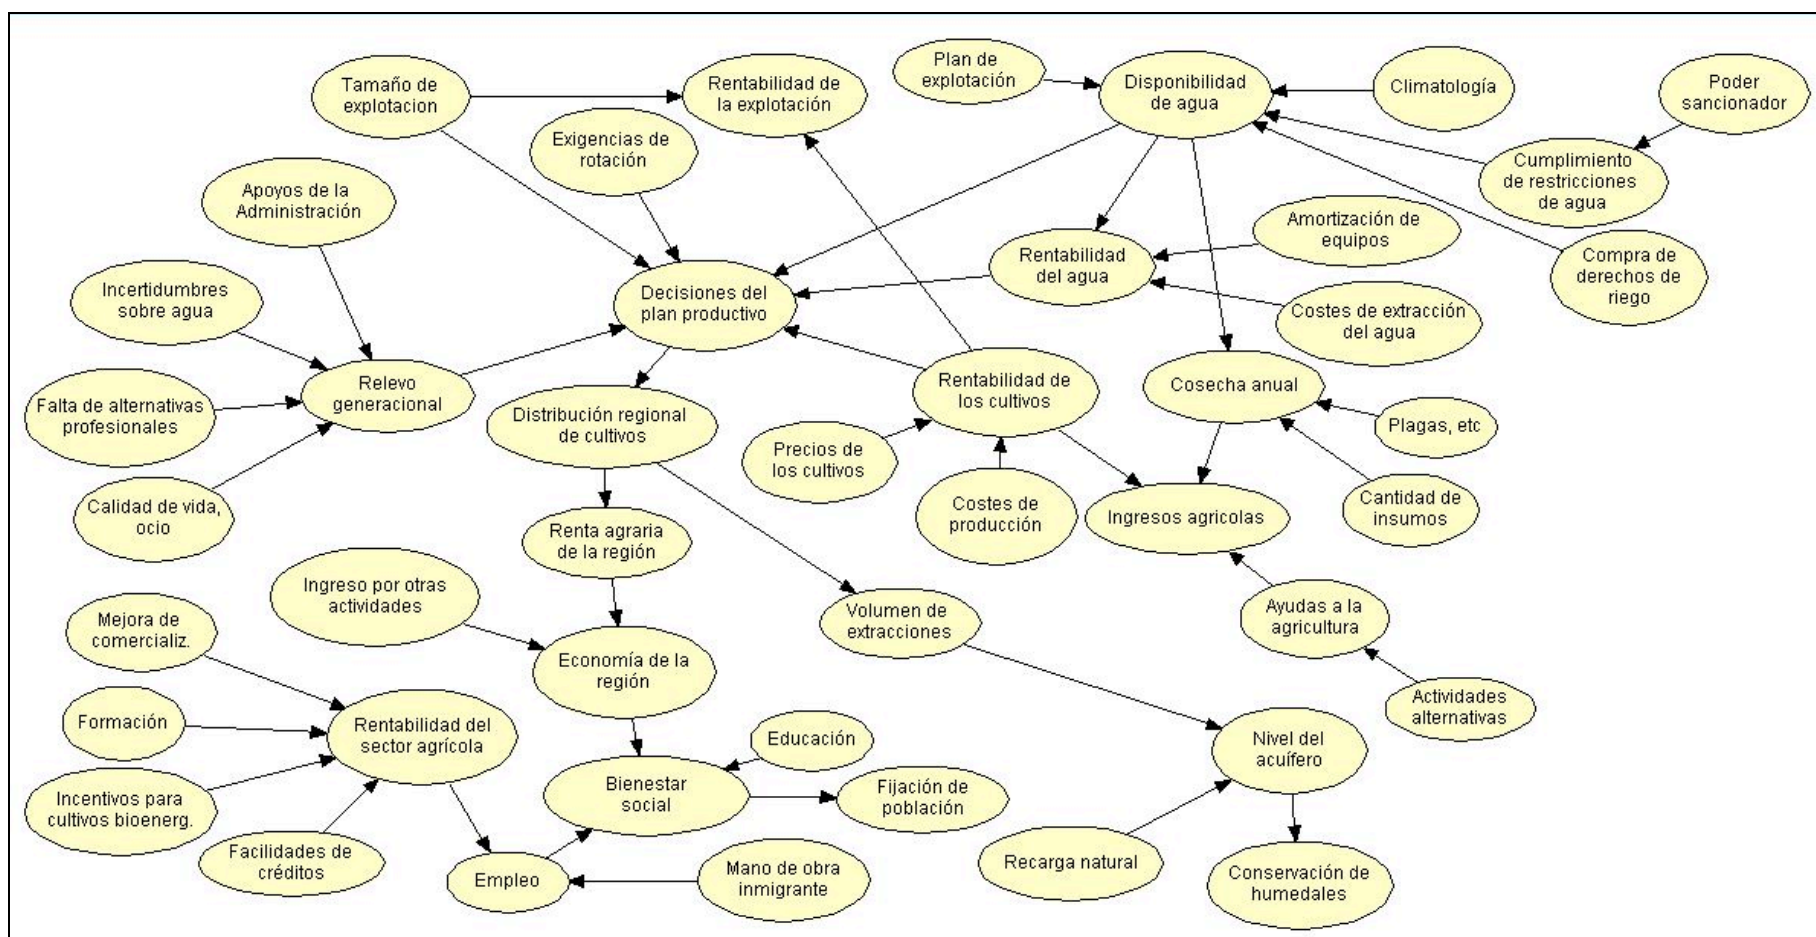 Tamaño de
explotacion
Rentabilidad de
la explotación
Plan de
explotación
Disponibilidad
de agua
Climatología
Poder
sancionador
Exigencias de
rotación
Cumplimiento
de restricciones
de agua
Apoyos de la
Administración
Amortización de
equipos
Rentabilidad
del agua
Compra de
derechos de
riego
Incertidumbres
sobre agua
Decisiones del
plan productivo
Costes de extracción
del agua
Relevo
generacional
Rentabilidad de
los cultivos
Cosecha anual
Falta de alternativas
profesionales
Distribución regional
de cultivos
Plagas, etc
Precios de
los cultivos
Calidad de vida,
ocio
Costes de
producción
Ingresos agricolas
Cantidad de
insumos
Renta agraria
de la región
Ingreso por otras
actividades
Volumen de
extracciones
Ayudas a la
agricultura
Mejora de
comercializ.
Economía de la
región
Actividades
alternativas
Formación
Rentabilidad del
sector agrícola
Educación
Nivel del
acuífero
Incentivos para
cultivos bioenerg.
Bienestar
social
Fijación de
población
Facilidades de
créditos
Empleo
Mano de obra
inmigrante
Recarga natural
Conservación de
humedales